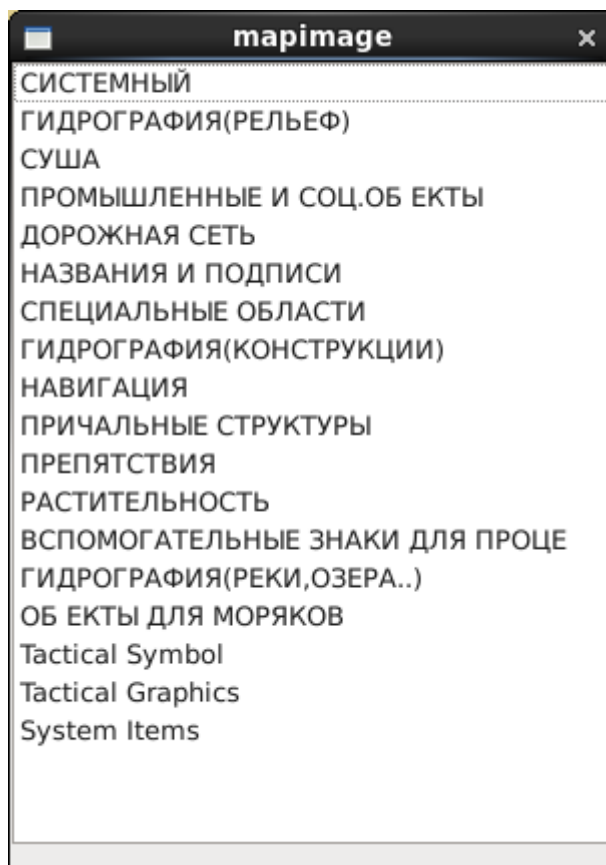 mapimage
СИСТЕМНЫЙ
ГИДРОГРАФИЯ(РЕЛЬЕФ)
СУША
ПРОМЫШЛЕННЫЕ И СОЦ.ОБ ЕКТЫ
ДОРОЖНАЯ СЕТЬ
НАЗВАНИЯ И ПОДПИСИ
СПЕЦИАЛЬНЫЕ ОБЛАСТИ
ГИДРОГРАФИЯ(КОНСТРУКЦИИ)
НАВИГАЦИЯ
ПРИЧАЛЬНЫЕ СТРУКТУРЫ
ПРЕПЯТСТВИЯ
РАСТИТЕЛЬНОСТЬ
ВСПОМОГАТЕЛЬНЫЕ ЗНАКИ ДЛЯ ПРОЦЕ
ГИДРОГРАФИЯ(РЕКИ,ОЗЕРА..)
ОБ ЕКТЫ ДЛЯ МОРЯКОВ
Tactical Symbol
Tactical Graphics
System Items